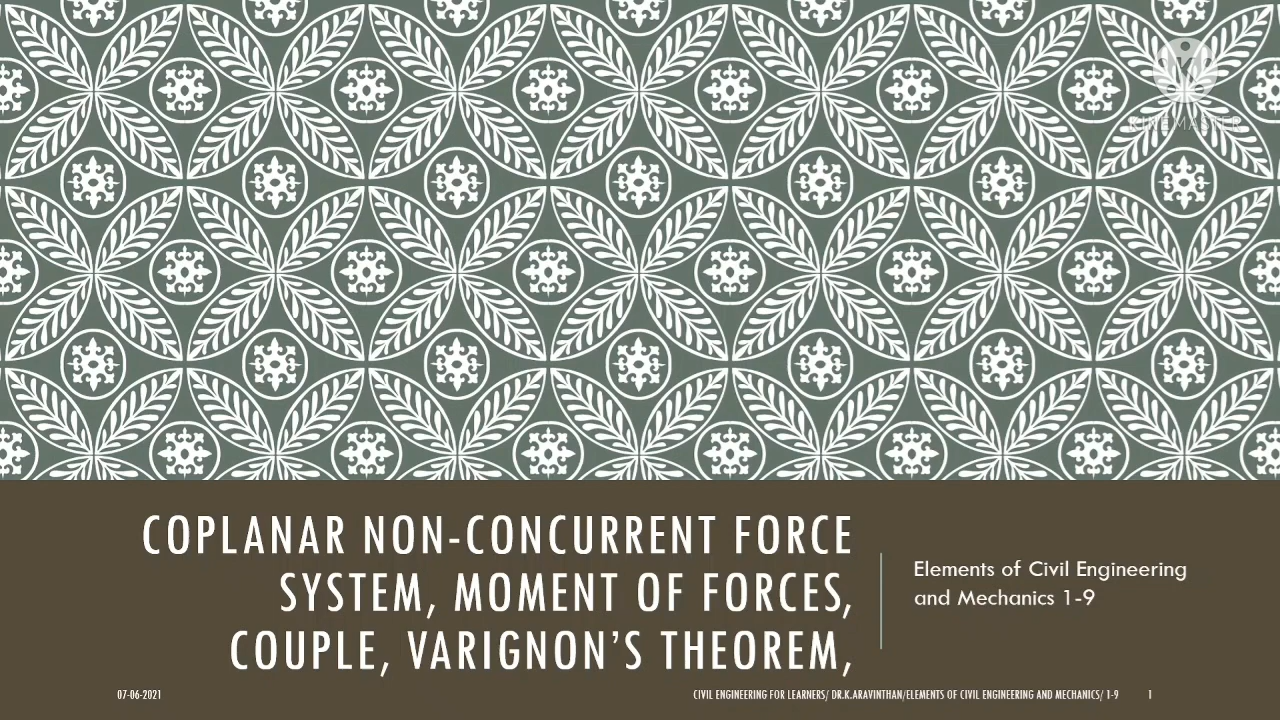 KINEMASTER
COPLANAR NON-CONCURRENT FORCE
SYSTEM, MOMENT OF FORCES,
COUPLE, VARIGNON’S THEOREM,
Elements of Civil Engineering
and Mechanics 1-9
07-06-2021
CIVIL ENGINEERING FOR LEARNERS/ DR.K.ARAVINTHAN/ELEMENTS OF CIVIL ENGINEERING AND MECHANICS/ 1-9
1